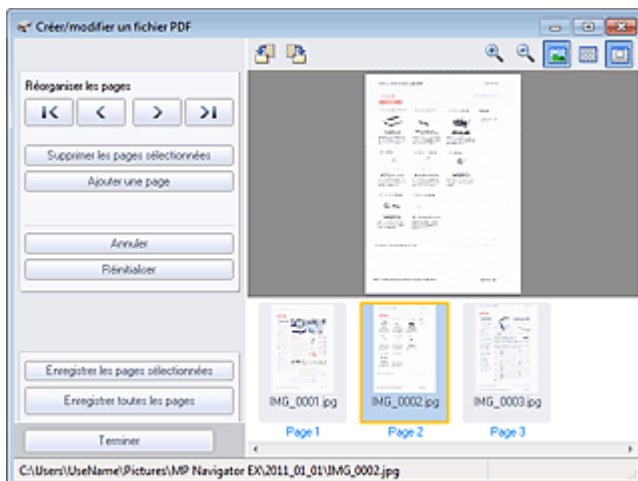 Créer/modifier un fichier PDF
Réorganiser les pages
Supprimer les pages sélectionnées
Ajouter une page
Annuler
Réinitialiser
Enregistrer les pages sélectionnées
Enregistrer toutes les pages
Terminer
IMG_0001.jpg
IMG_0002.jpg
IMG_0003.jpg
Page 1
Page 2
Page 3
C:\Users\UseName\Pictures\MP Navigator EX\2011_01_01\IMG_0002.jpg